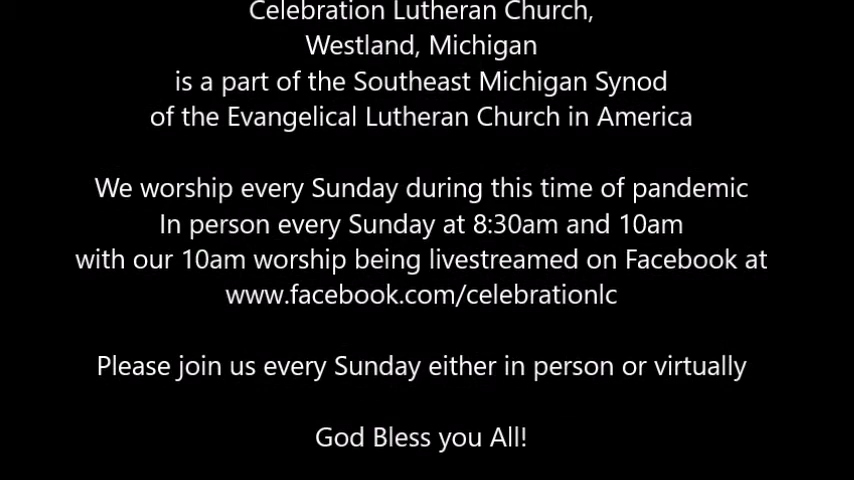 Celebration Lutheran Church,
Westland, Michigan
is a part of the Southeast Michigan Synod
of the Evangelical Lutheran Church in America
We worship every Sunday during this time of pandemic
In person every Sunday at 8:30am and 10am
with our 10am worship being livestreamed on Facebook at
www.facebook.com/celebrationlc
Please join us every Sunday either in person or virtually
God Bless you All!